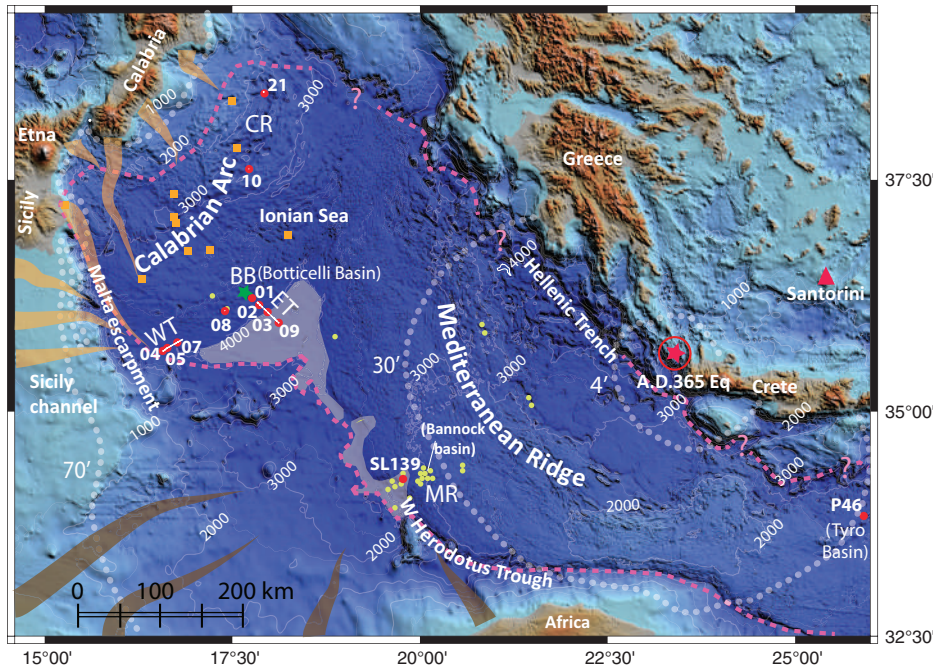 Calabria
1000
21
3000
?
CR
Etna
2000
Greece
10
37°30'
Sicily
3000
Calabrian Arc
Ionian Sea
?
4000
Hellenic Trench
1000
BB (Botticelli Basin)
Santorini
01
ET
02
Malta escarpment
08
03
09
WT
4000
07
04
05
Mediterranean Ridge
30'
3000
3000
4'
A.D.365 Eq
Crete
Sicily
channel
3000
3000
2000
35°00'
1000
(Bannock
basin)
?
70'
SL139
3000
3000
?
MR
P46
(Tyro
Basin)
2000
2000
2000
2000
W Herodotus Trough
0 100 200 km
Africa
32°30'
15°00' 17°30' 20°00' 22°30' 25°00'